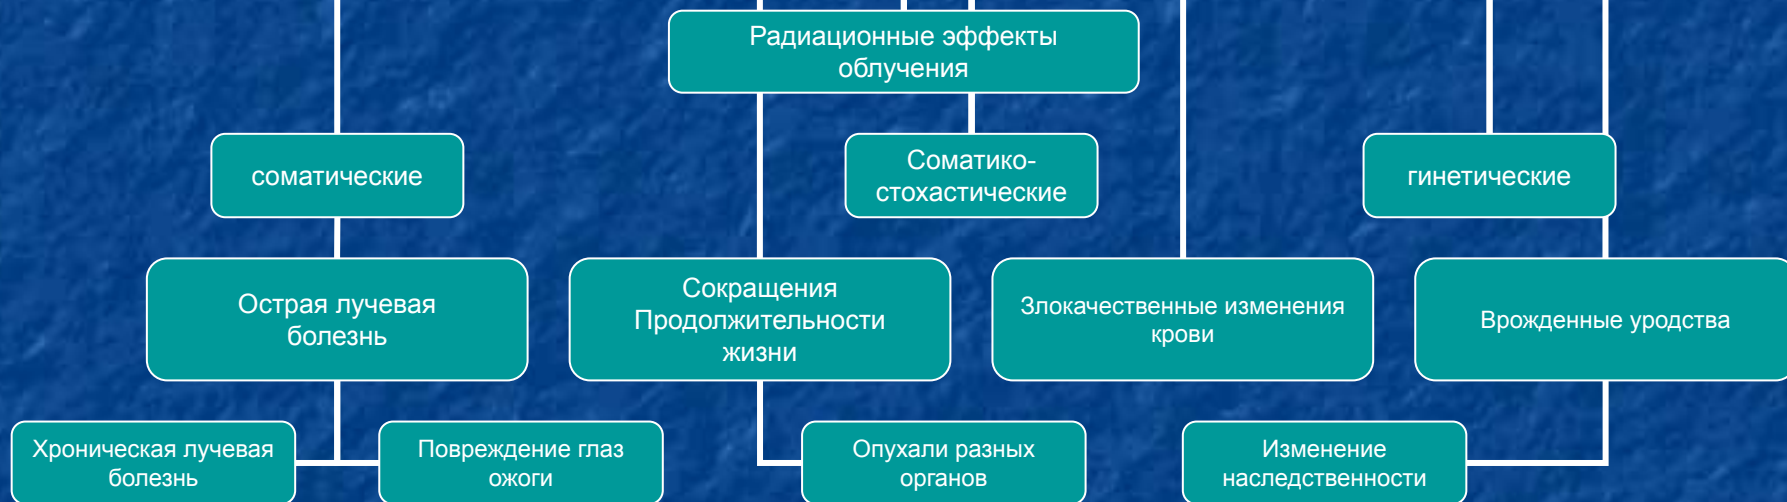 Радиационные эффекты
облучения
соматические
Соматико-
стохастические
гинетические
Острая лучевая
болезнь
Сокращения
Продолжительности
жизни
Злокачественные изменения
крови
Врожденные уродства
Хроническая лучевая
болезнь
Повреждение глаз
ожоги
Опухали разных
органов
Изменение
наследственности